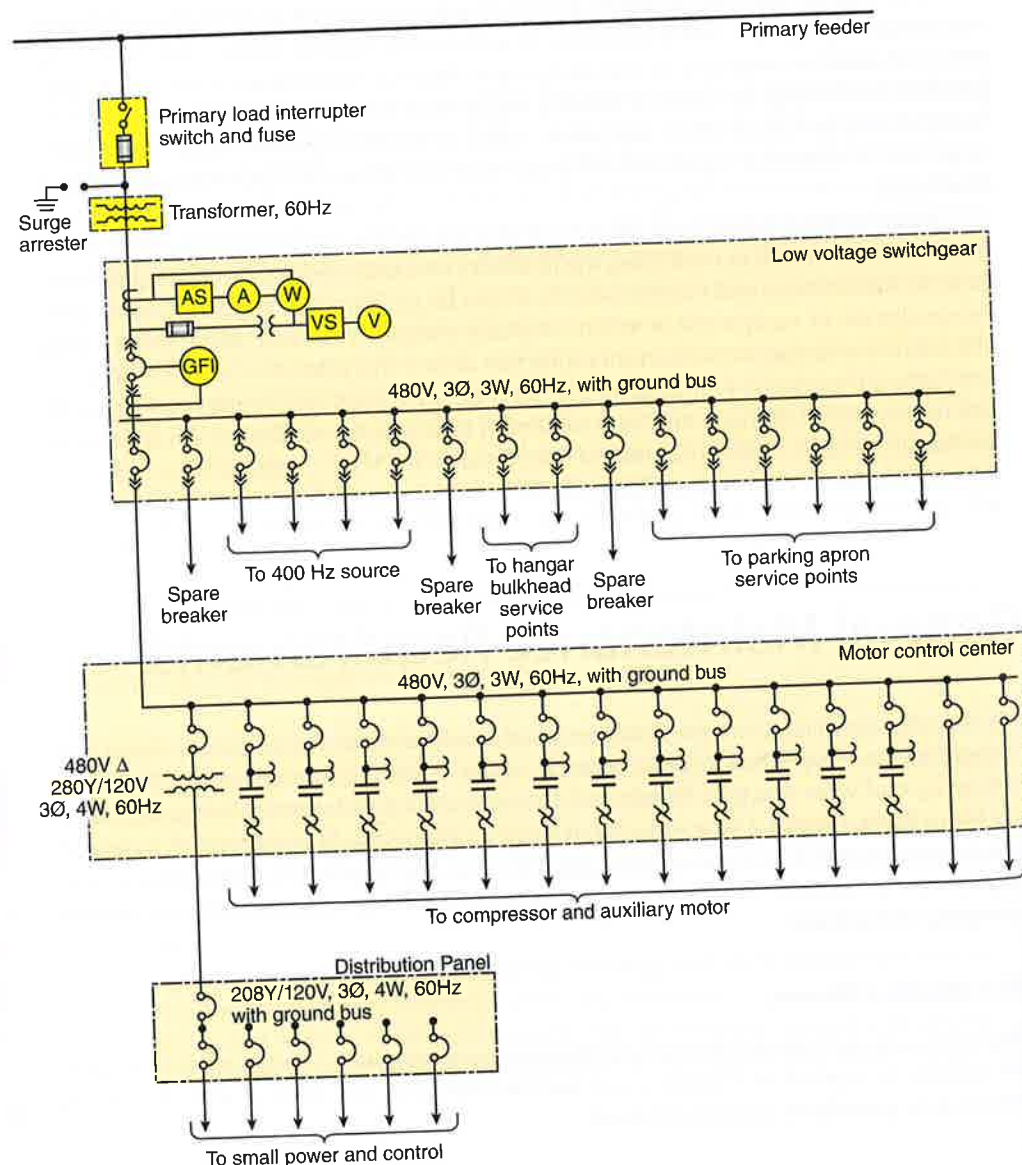 Primary feeder
Primary load interrupter
switch and fuse
Surge
arrester
Transformer, 60Hz
Low voltage switchgear
AS
A
W
VS
V
GFI
480V, 3Ø, 3W, 60Hz, with ground bus
Spare
breaker
To 400 Hz source
Spare
breaker
To hangar
bulkhead
service
points
Spare
breaker
To parking apron
service points
Motor control center
480V, 3Ø, 3W, 60Hz, with ground bus
480V Δ
280Y/120V
3Ø, 4W, 60Hz
To compressor and auxiliary motor
Distribution Panel
208Y/120V, 3Ø, 4W, 60Hz
with ground bus
To small power and control